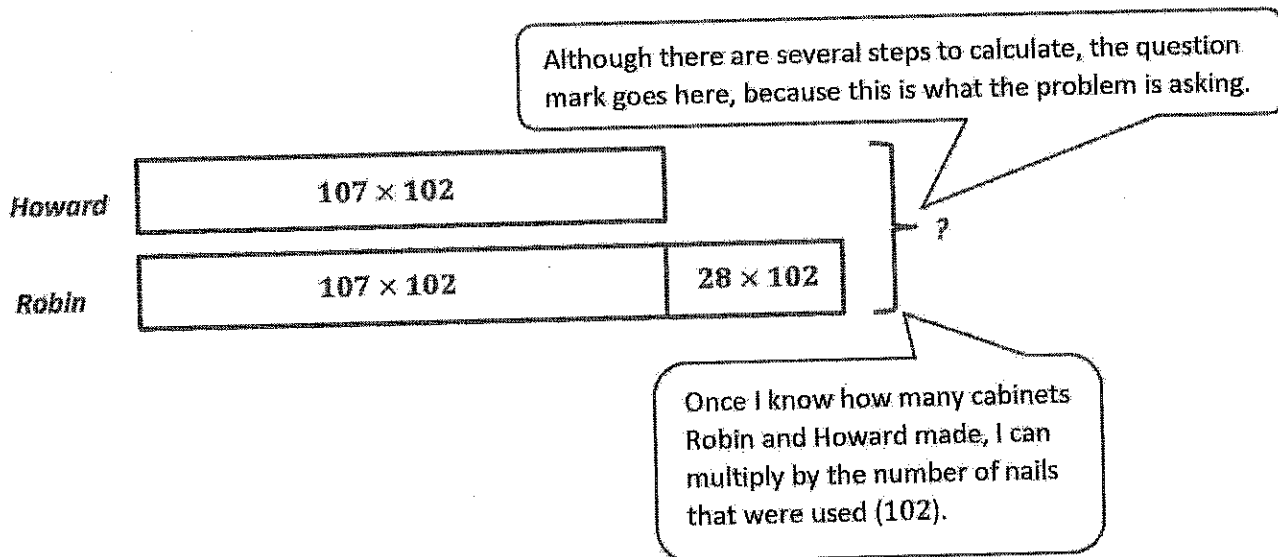 Although there are several steps to calculate, the question
mark goes here, because this is what the problem is asking.
Howard
107 × 102
?
Robin
107 × 102
28 × 102
Once I know how many cabinets
Robin and Howard made, I can
multiply by the number of nails
that were used (102).